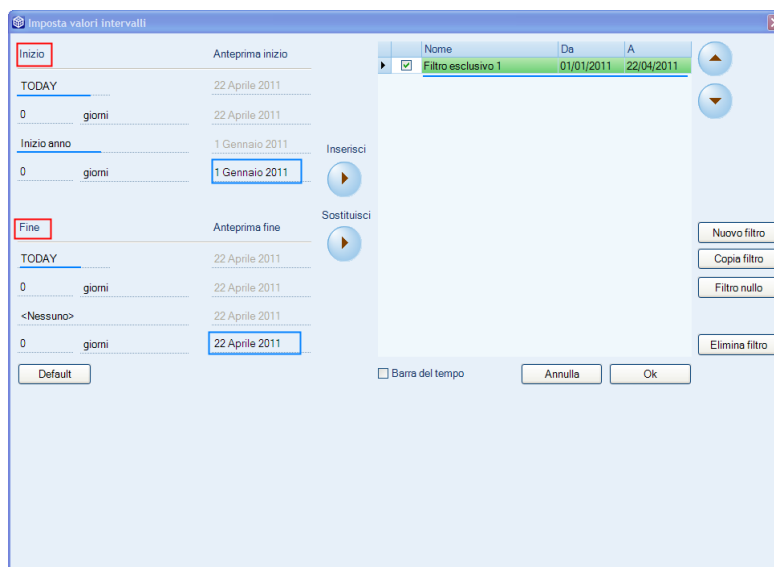 Imposta valori intervalli
Inizio Anteprima inizio
TODAY 22 Aprile 2011
0 giorni 22 Aprile 2011
Inizio anno 1 Gennaio 2011
0 giorni 1 Gennaio 2011
Inserisci
Sostituisci
Fine Anteprima fine
TODAY 22 Aprile 2011
0 giorni 22 Aprile 2011
<Nessuno> 22 Aprile 2011
0 giorni 22 Aprile 2011
Default
Nome Da A
Filtro esclusivo 1 01/01/2011 22/04/2011
Nuovo filtro
Copia filtro
Filtro nullo
Elimina filtro
Barra del tempo Annulla Ok